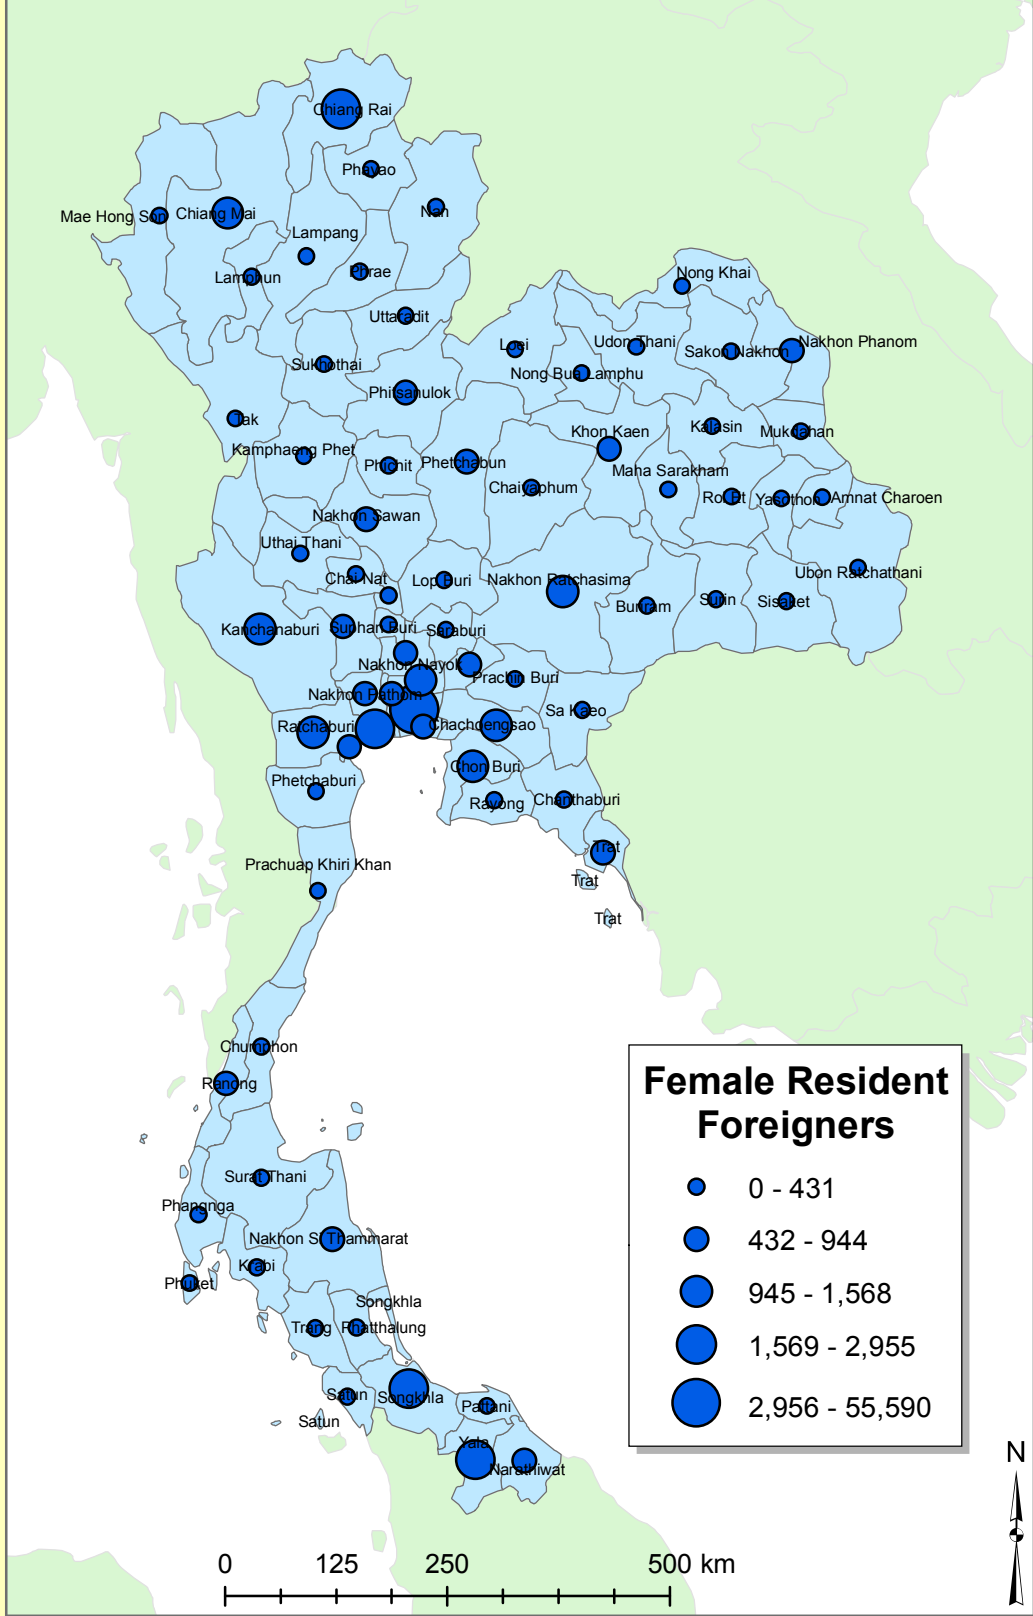 Chiang Rai
Phayao
Nan
Mae Hong Son
Chiang Mai
Lampang
Lamphun
Phrae
Nong Khai
Uttaradit
Loei
Udon Thani
Sakon Nakhon
Nakhon Phanom
Sukhothai
Nong Bua Lamphu
Phitsanulok
Tak
Kalasin
Mukdahan
Khon Kaen
Kamphaeng Phet
Phichit
Phetchabun
Maha Sarakham
Chaiyaphum
Roi Et
Yasothon
Amnat Charoen
Nakhon Sawan
Uthai Thani
Chai Nat
Lop Buri
Nakhon Ratchasima
Ubon Ratchathani
Buriram
Surin
Sisaket
Kanchanaburi
Suphan Buri
Saraburi
Nakhon Nayok
Prachin Buri
Nakhon Pathom
Sa Kaeo
Ratchaburi
Chachoengsao
Chon Buri
Phetchaburi
Rayong
Chanthaburi
Trat
Prachuap Khiri Khan
Trat
Trat
Chumphon
Ranong
Surat Thani
Phangnga
Nakhon Si Thammarat
Krabi
Phuket
Songkhla
Trang
Phatthalung
Satun
Songkhla
Pattani
Satun
Yala
Narathiwat
Female Resident
Foreigners
0 - 431
432 - 944
945 - 1,568
1,569 - 2,955
2,956 - 55,590
N
0 125 250 500 km